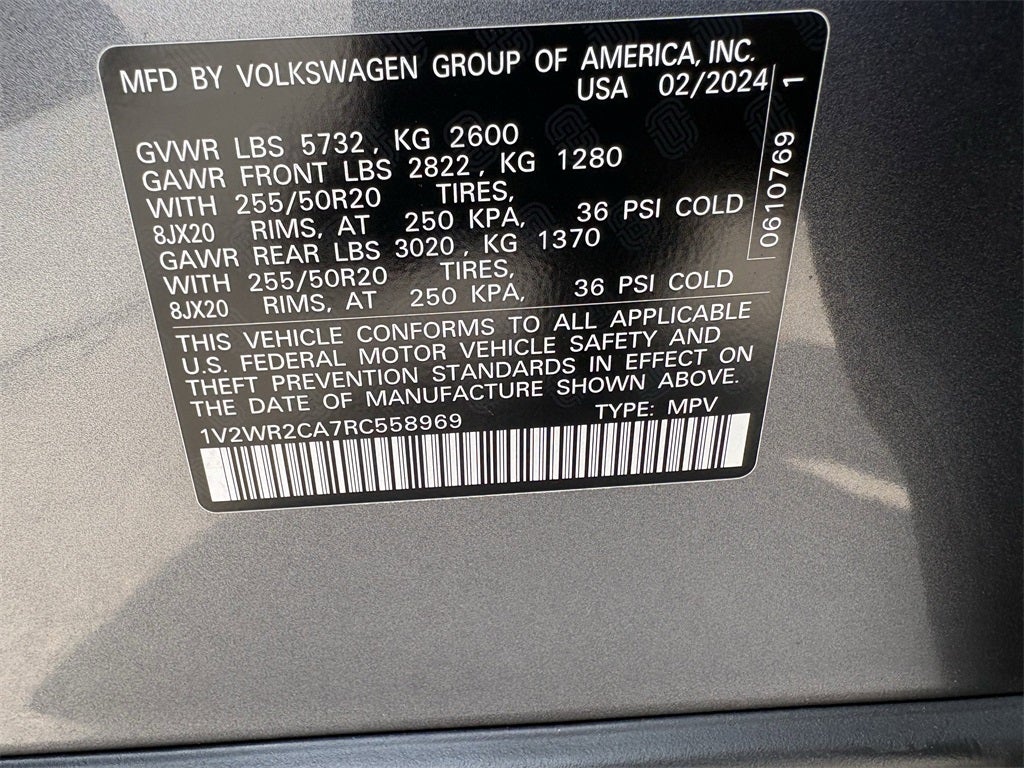 MFD BY VOLKSWAGEN GROUP OF AMERICA, INC.
USA 02/2024
GVWR LBS 5732, KG 2600
GAWR FRONT LBS 2822, KG 1280
WITH 255/50R20 TIRES,
8JX20 RIMS, AT 250 KPA, 36 PSI COLD
GAWR REAR LBS 3020, KG 1370
WITH 255/50R20 TIRES,
8JX20 RIMS, AT 250 KPA, 36 PSI COLD
0610769 1
THIS VEHICLE CONFORMS TO ALL APPLICABLE
U.S. FEDERAL MOTOR VEHICLE SAFETY AND
THEFT PREVENTION STANDARDS IN EFFECT ON
THE DATE OF MANUFACTURE SHOWN ABOVE.
1V2WR2CA7RC558969 TYPE: MPV